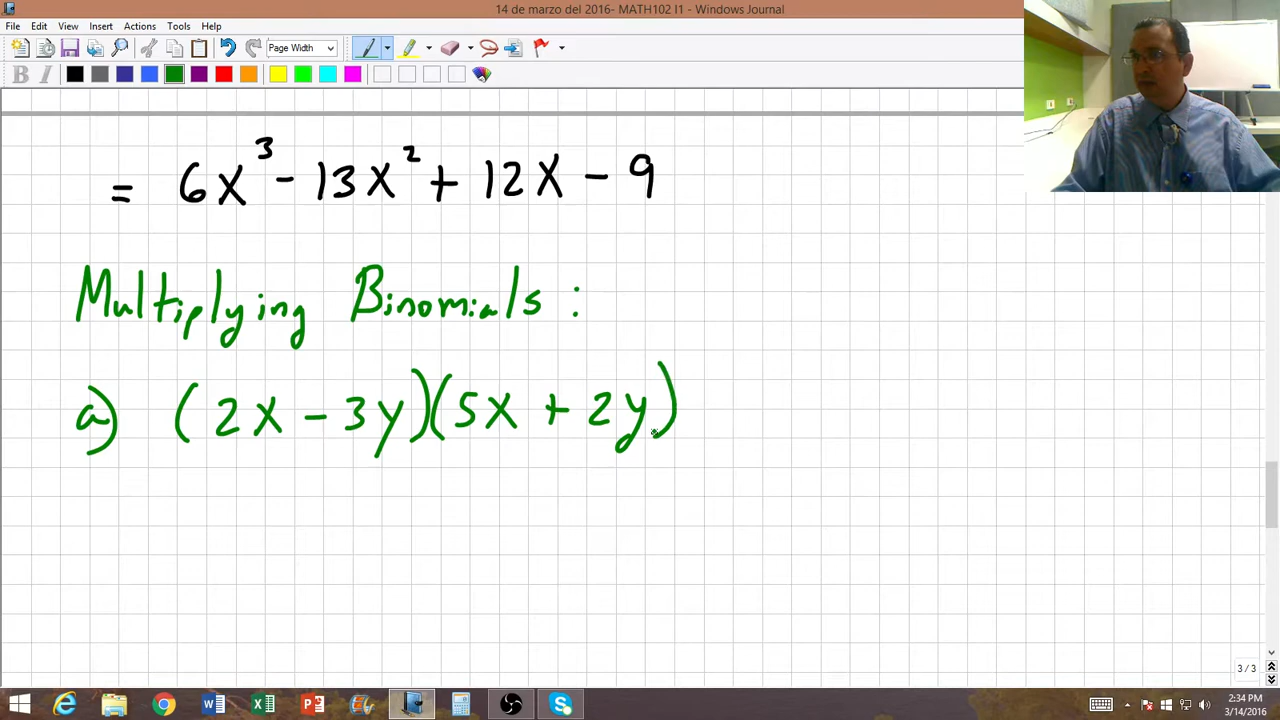 14 de marzo del 2016- MATH102 I1 - Windows Journal
File Edit View Insert Actions Tools Help
Page Width
B I
= 6x³ - 13x² + 12x - 9
Multiplying Binomials:
a) (2x - 3y)(5x + 2y)
3 / 3
2:34 PM
3/14/2016